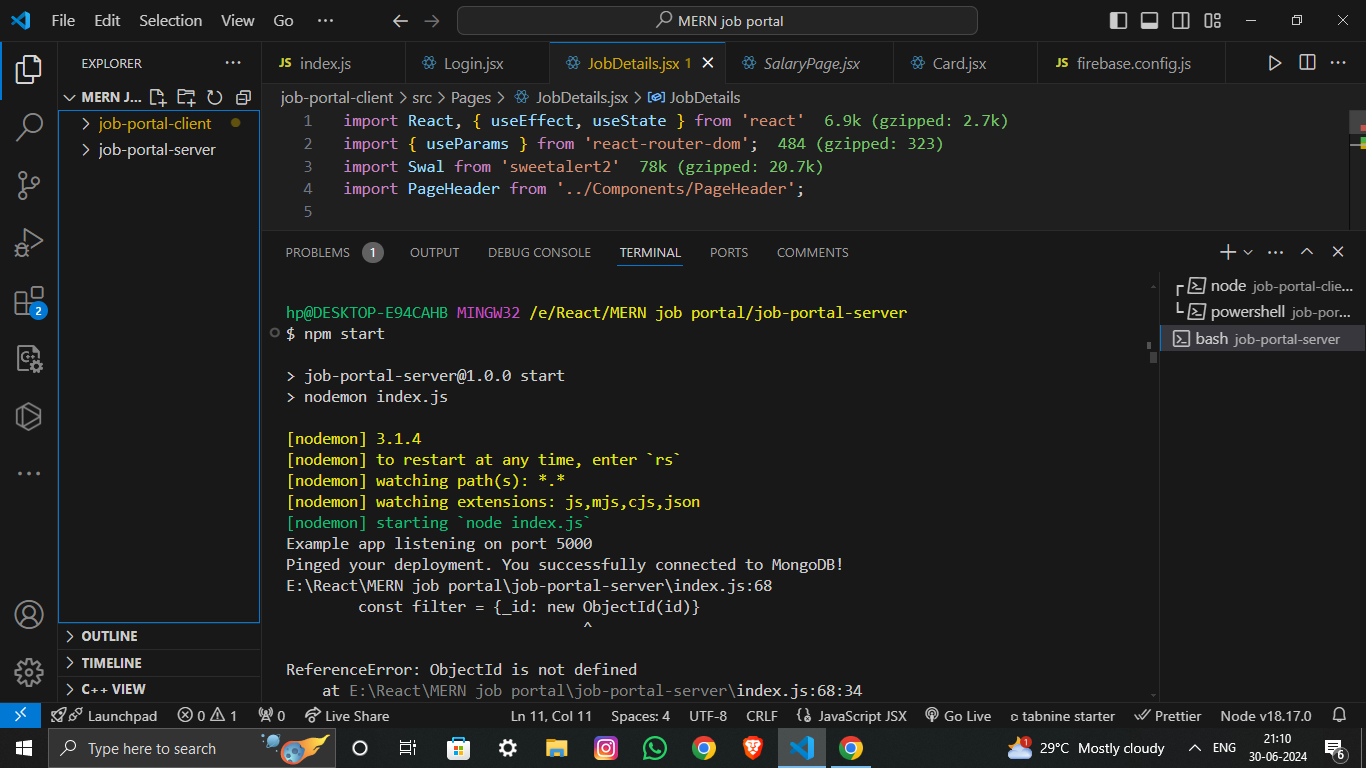 File Edit Selection View Go ··· MERN job portal
EXPLORER
MERN J...
job-portal-client
job-portal-server
OUTLINE
TIMELINE
C++ VIEW
2
JS index.js Login.jsx JobDetails.jsx 1 SalaryPage.jsx Card.jsx JS firebase.config.js
job-portal-client > src > Pages > JobDetails.jsx > JobDetails
1 import React, { useEffect, useState } from 'react' 6.9k (gzipped: 2.7k)
2 import { useParams } from 'react-router-dom'; 484 (gzipped: 323)
3 import Swal from 'sweetalert2' 78k (gzipped: 20.7k)
4 import PageHeader from '../Components/PageHeader';
5
PROBLEMS 1 OUTPUT DEBUG CONSOLE TERMINAL PORTS COMMENTS
hp@DESKTOP-E94CAHB MINGW32 /e/React/MERN job portal/job-portal-server
$ npm start
> job-portal-server@1.0.0 start
> nodemon index.js
[nodemon] 3.1.4
[nodemon] to restart at any time, enter `rs`
[nodemon] watching path(s): *.*
[nodemon] watching extensions: js,mjs,cjs,json
[nodemon] starting `node index.js`
Example app listening on port 5000
Pinged your deployment. You successfully connected to MongoDB!
E:\React\MERN job portal\job-portal-server\index.js:68
const filter = {_id: new ObjectId(id)}
^
ReferenceError: ObjectId is not defined
at E:\React\MERN job portal\job-portal-server\index.js:68:34
node job-portal-clie...
powershell job-por...
bash job-portal-server
Launchpad 0 1 0 Live Share Ln 11, Col 11 Spaces: 4 UTF-8 CRLF JavaScript JSX Go Live tabnine starter Prettier Node v18.17.0
Type here to search 1 29°C Mostly cloudy ENG 21:10
30-06-2024 6